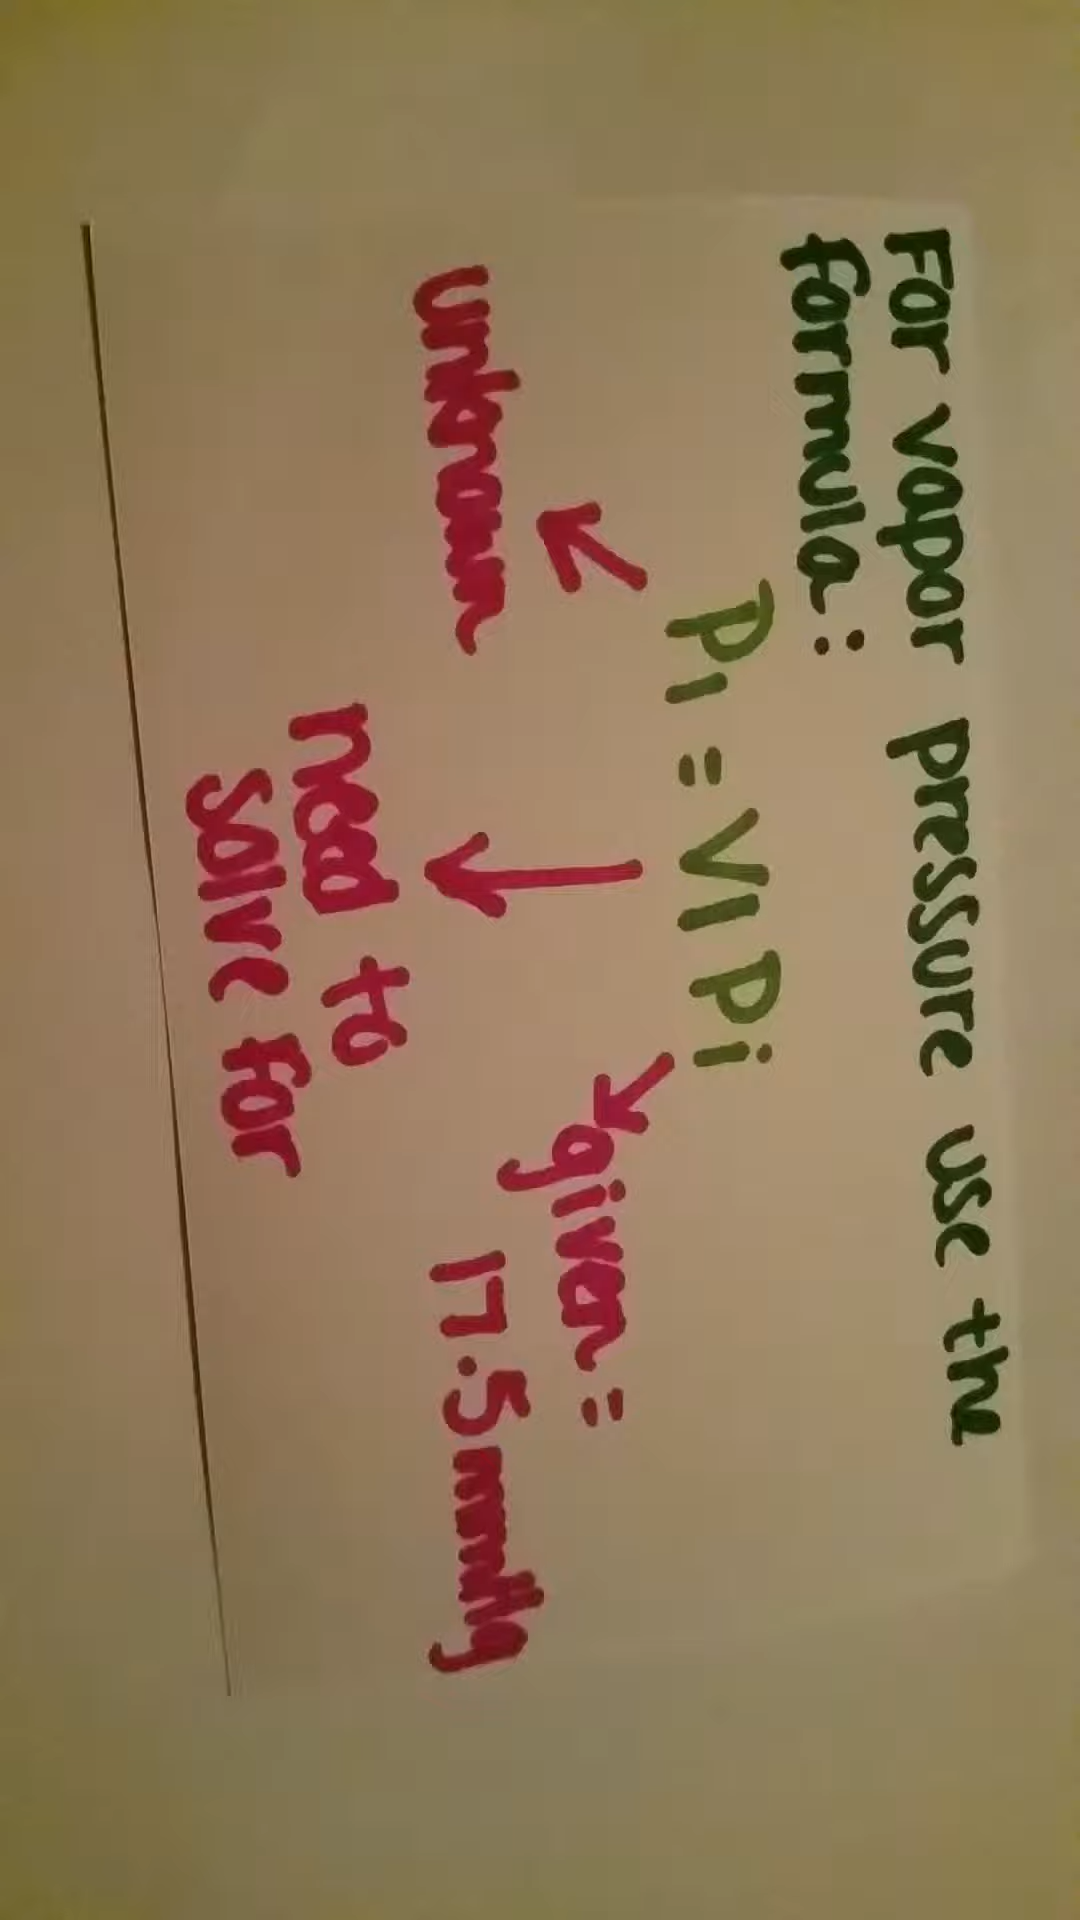 For vapor pressure use the
formula:
P1 = V1 Pi
unknown
given =
17.5 mmHg
need to
solve for